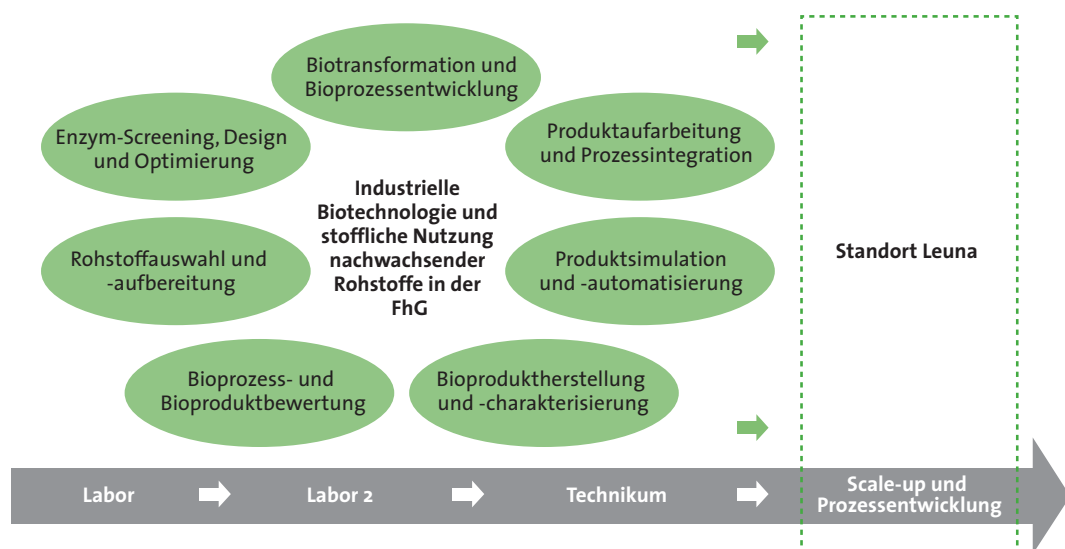 Biotransformation und
Bioprozessentwicklung
Enzym-Screening, Design
und Optimierung
Produktaufarbeitung
und Prozessintegration
Industrielle
Biotechnologie und
stoffliche Nutzung
nachwachsender
Rohstoffe in der
FhG
Rohstoffauswahl und
-aufbereitung
Produktsimulation
und -automatisierung
Standort Leuna
Bioprozess- und
Bioproduktbewertung
Bioproduktherstellung
und -charakterisierung
Labor
Labor 2
Technikum
Scale-up und
Prozessentwicklung